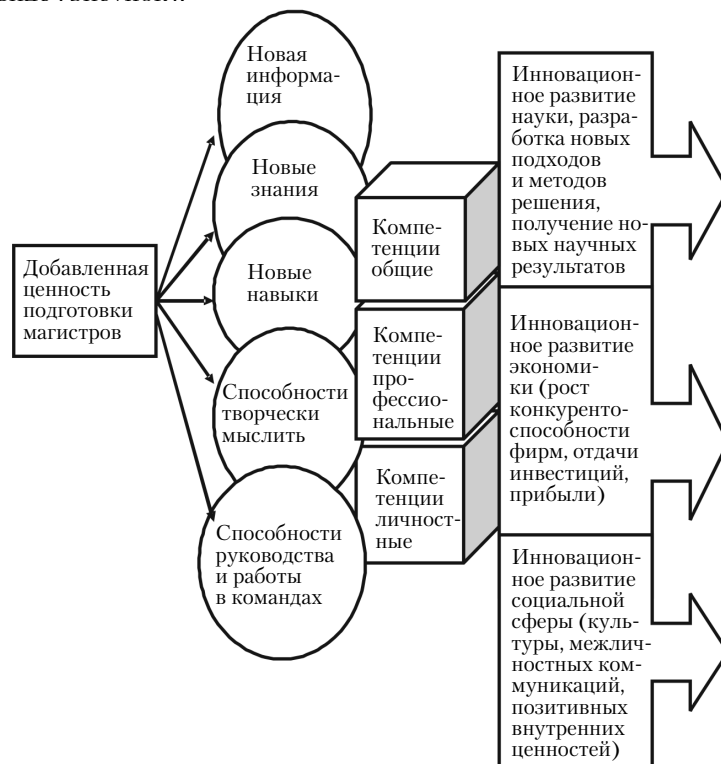 Добавленная
ценность
подготовки
магистров
Новая
информа-
ция
Новые
знания
Новые
навыки
Способности
творчески
мыслить
Способности
руководства
и работы
в командах
Компе-
тенции
общие
Компе-
тенции
про-
фессио-
нальные
Компе-
тенции
личност-
ные
Инновацион-
ное развитие
науки, разра-
ботка новых
подходов
и методов
решения,
получение но-
вых научных
результатов
Инновацион-
ное развитие
экономи-
ки (рост
конкуренто-
способности
фирм, отдачи
инвестиций,
прибыли)
Инновацион-
ное развитие
социальной
сферы (куль-
туры, межлич-
ностных ком-
муникаций,
позитивных
внутренних
ценностей)